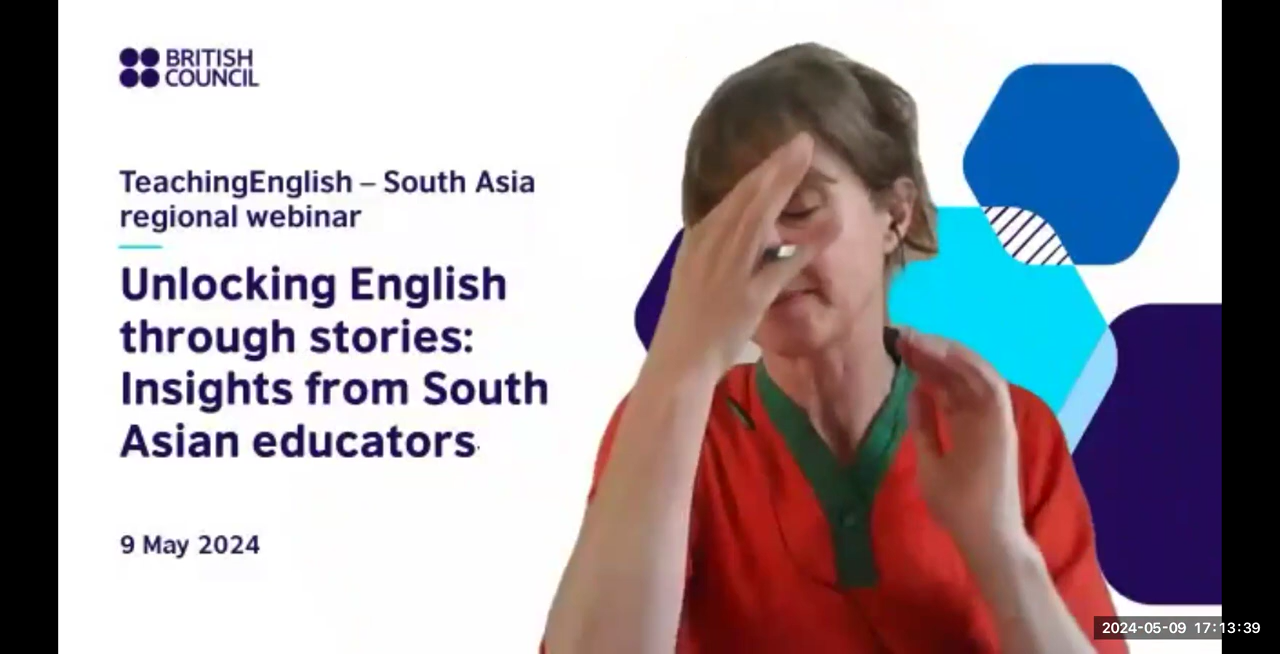 BRITISH
COUNCIL
TeachingEnglish – South Asia
regional webinar
Unlocking English
through stories:
Insights from South
Asian educators
9 May 2024
2024-05-09 17:13:39